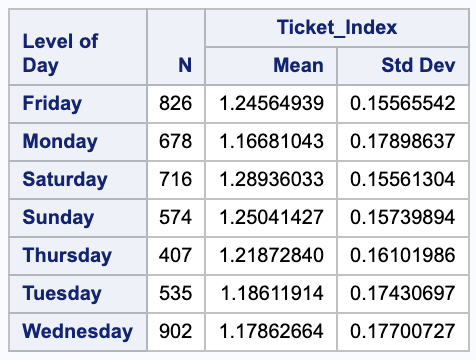 Level of Day N Ticket_Index
Mean Std Dev
Friday 826 1.24564939 0.15565542
Monday 678 1.16681043 0.17898637
Saturday 716 1.28936033 0.15561304
Sunday 574 1.25041427 0.15739894
Thursday 407 1.21872840 0.16101986
Tuesday 535 1.18611914 0.17430697
Wednesday 902 1.17862664 0.17700727